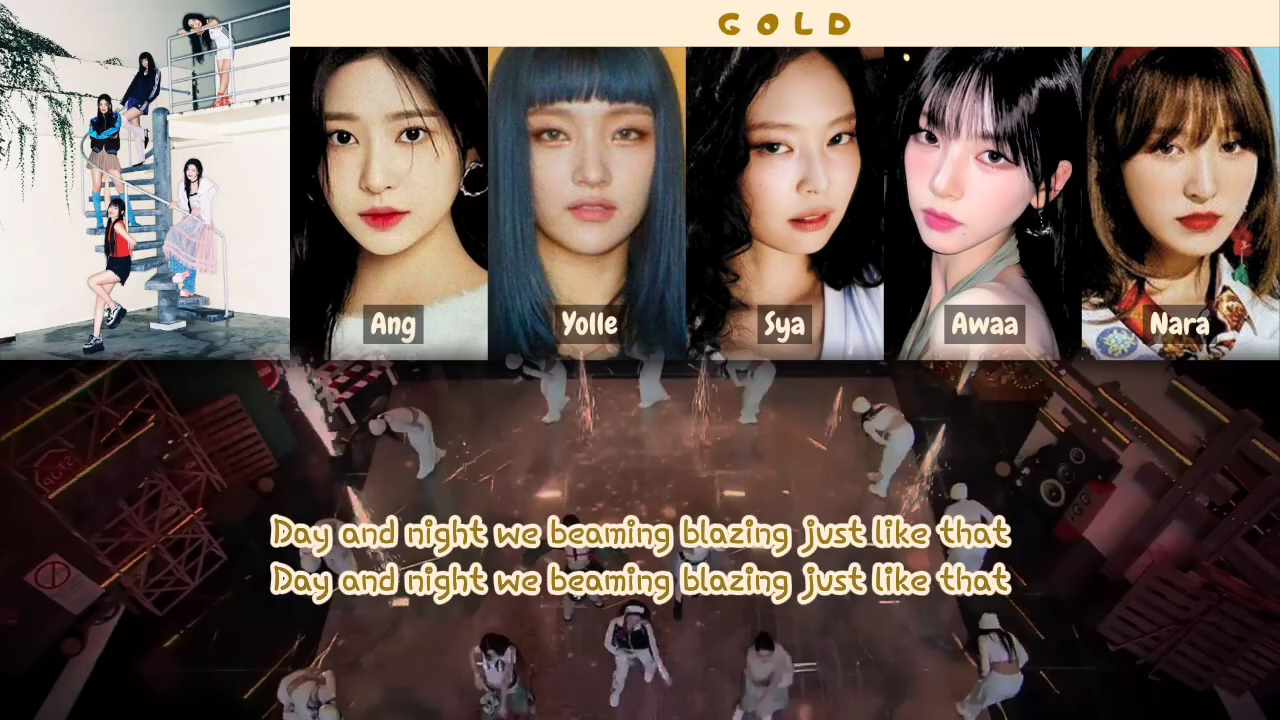 GOLD
Ang
Yolle
Sya
Awaa
Nara
Day and night we beaming blazing just like that
Day and night we beaming blazing just like that